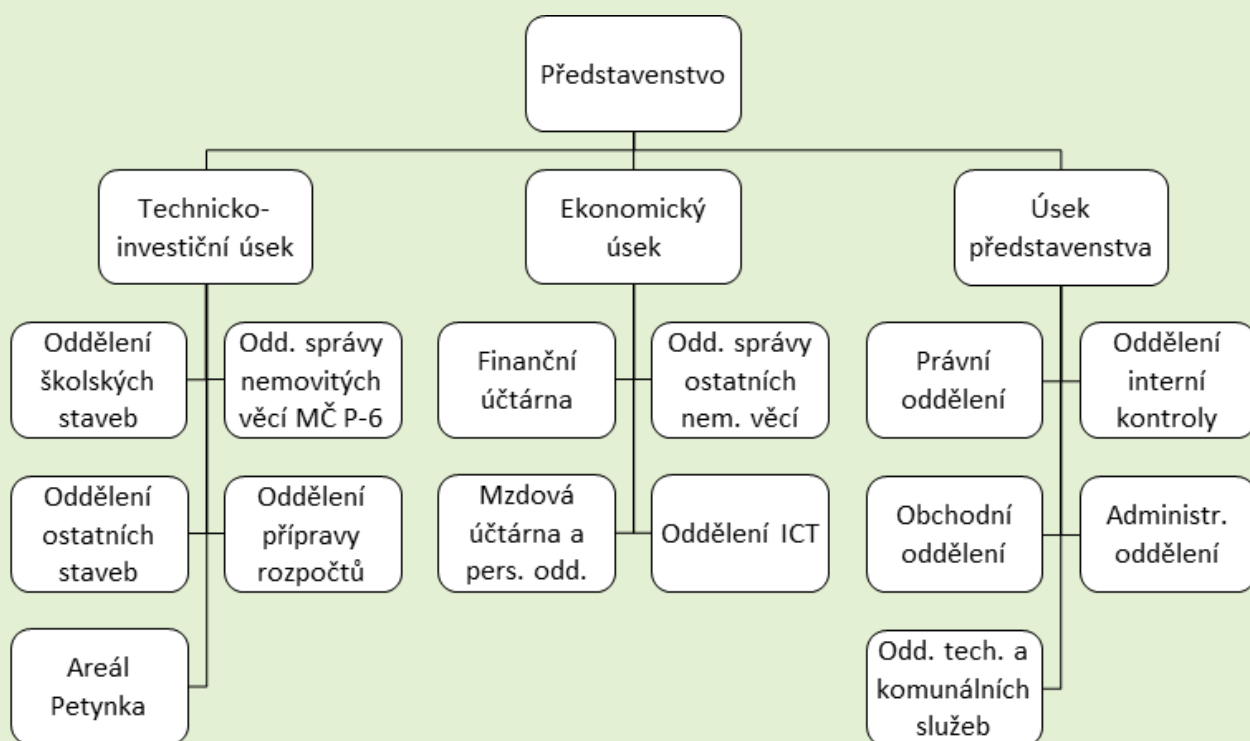 Představenstvo
Technicko-
investiční úsek
Ekonomický
úsek
Úsek
představenstva
Oddělení
školských
staveb
Odd. správy
nemovitých
věcí MČ P-6
Finanční
účtárna
Odd. správy
ostatních
nem. věcí
Právní
oddělení
Oddělení
interní
kontroly
Oddělení
ostatních
staveb
Oddělení
přípravy
rozpočtů
Mzdová
účtárna a
pers. odd.
Oddělení ICT
Obchodní
oddělení
Administr.
oddělení
Areál
Petynka
Odd. tech. a
komunálních
služeb